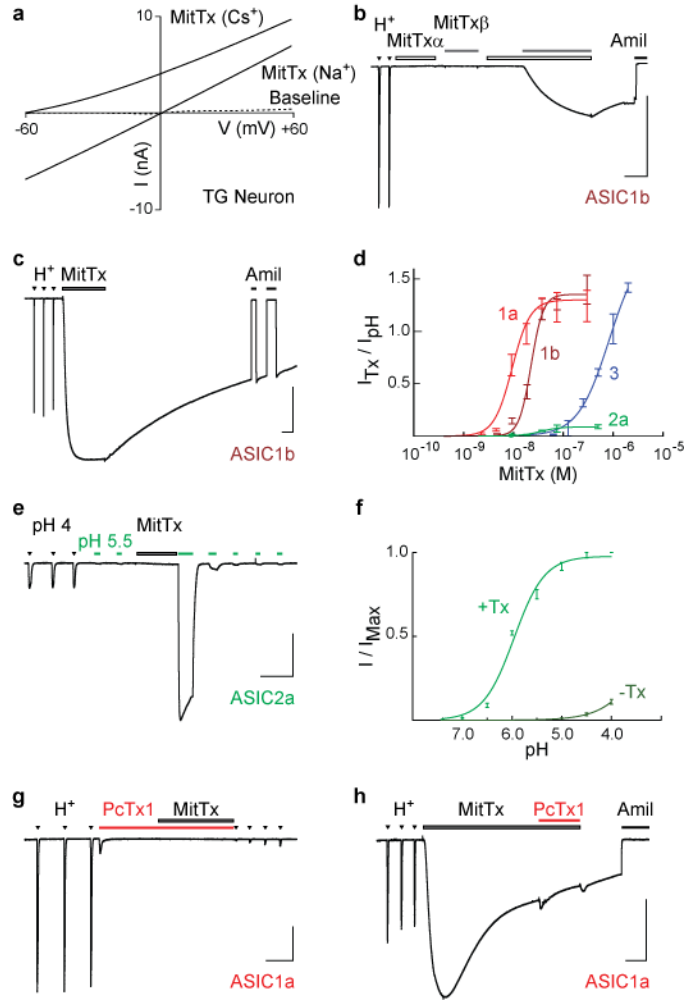 a
10
MitTx (Cs⁺)
MitTx (Na⁺)
Baseline
-60
V (mV)
+60
I (nA)
-10
TG Neuron
b
H⁺
MitTxα
MitTxβ
Amil
ASIC1b
c
H⁺
MitTx
Amil
ASIC1b
d
1.5
1.0
0.5
I_Tx / I_pH
1a
1b
3
2a
10⁻¹⁰
10⁻⁹
10⁻⁸
10⁻⁷
10⁻⁶
10⁻⁵
MitTx (M)
e
pH 4
pH 5.5
MitTx
ASIC2a
f
1.0
0.5
I / I_Max
+Tx
-Tx
7.0
6.0
5.0
4.0
pH
g
H⁺
PcTx1
MitTx
ASIC1a
h
H⁺
MitTx
PcTx1
Amil
ASIC1a